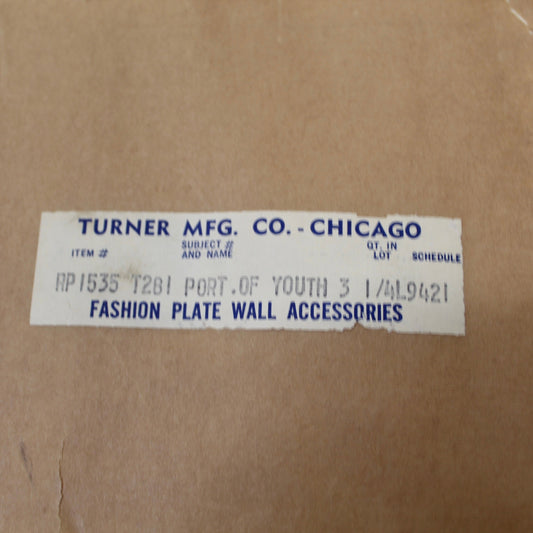 TURNER MFG. CO. - CHICAGO
ITEM # SUBJECT # AND NAME QT. IN LOT SCHEDULE
RP1535 T281 PORT.OF YOUTH 3 1/4L9421
FASHION PLATE WALL ACCESSORIES